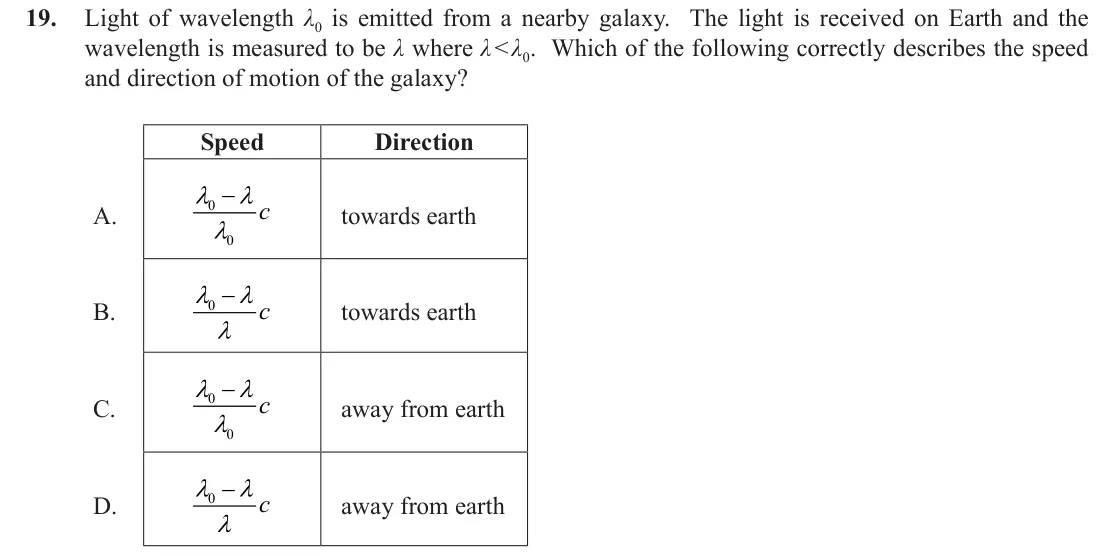 19. Light of wavelength λ₀ is emitted from a nearby galaxy. The light is received on Earth and the
wavelength is measured to be λ where λ<λ₀. Which of the following correctly describes the speed
and direction of motion of the galaxy?
Speed Direction
A. (λ₀ − λ)/λ₀ c towards earth
B. (λ₀ − λ)/λ c towards earth
C. (λ₀ − λ)/λ₀ c away from earth
D. (λ₀ − λ)/λ c away from earth